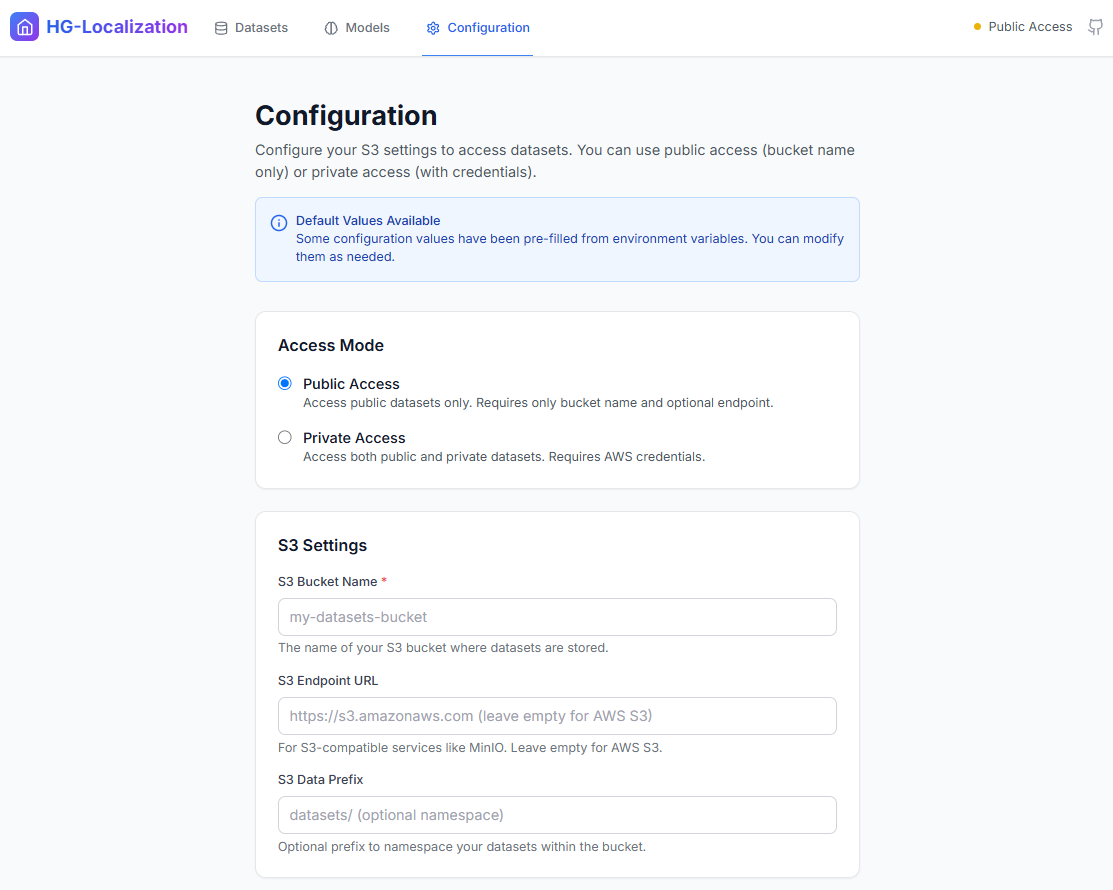 HG-Localization
Datasets
Models
Configuration
Public Access
Configuration
Configure your S3 settings to access datasets. You can use public access (bucket name
only) or private access (with credentials).
Default Values Available
Some configuration values have been pre-filled from environment variables. You can modify
them as needed.
Access Mode
Public Access
Access public datasets only. Requires only bucket name and optional endpoint.
Private Access
Access both public and private datasets. Requires AWS credentials.
S3 Settings
S3 Bucket Name *
my-datasets-bucket
The name of your S3 bucket where datasets are stored.
S3 Endpoint URL
https://s3.amazonaws.com (leave empty for AWS S3)
For S3-compatible services like MinIO. Leave empty for AWS S3.
S3 Data Prefix
datasets/ (optional namespace)
Optional prefix to namespace your datasets within the bucket.